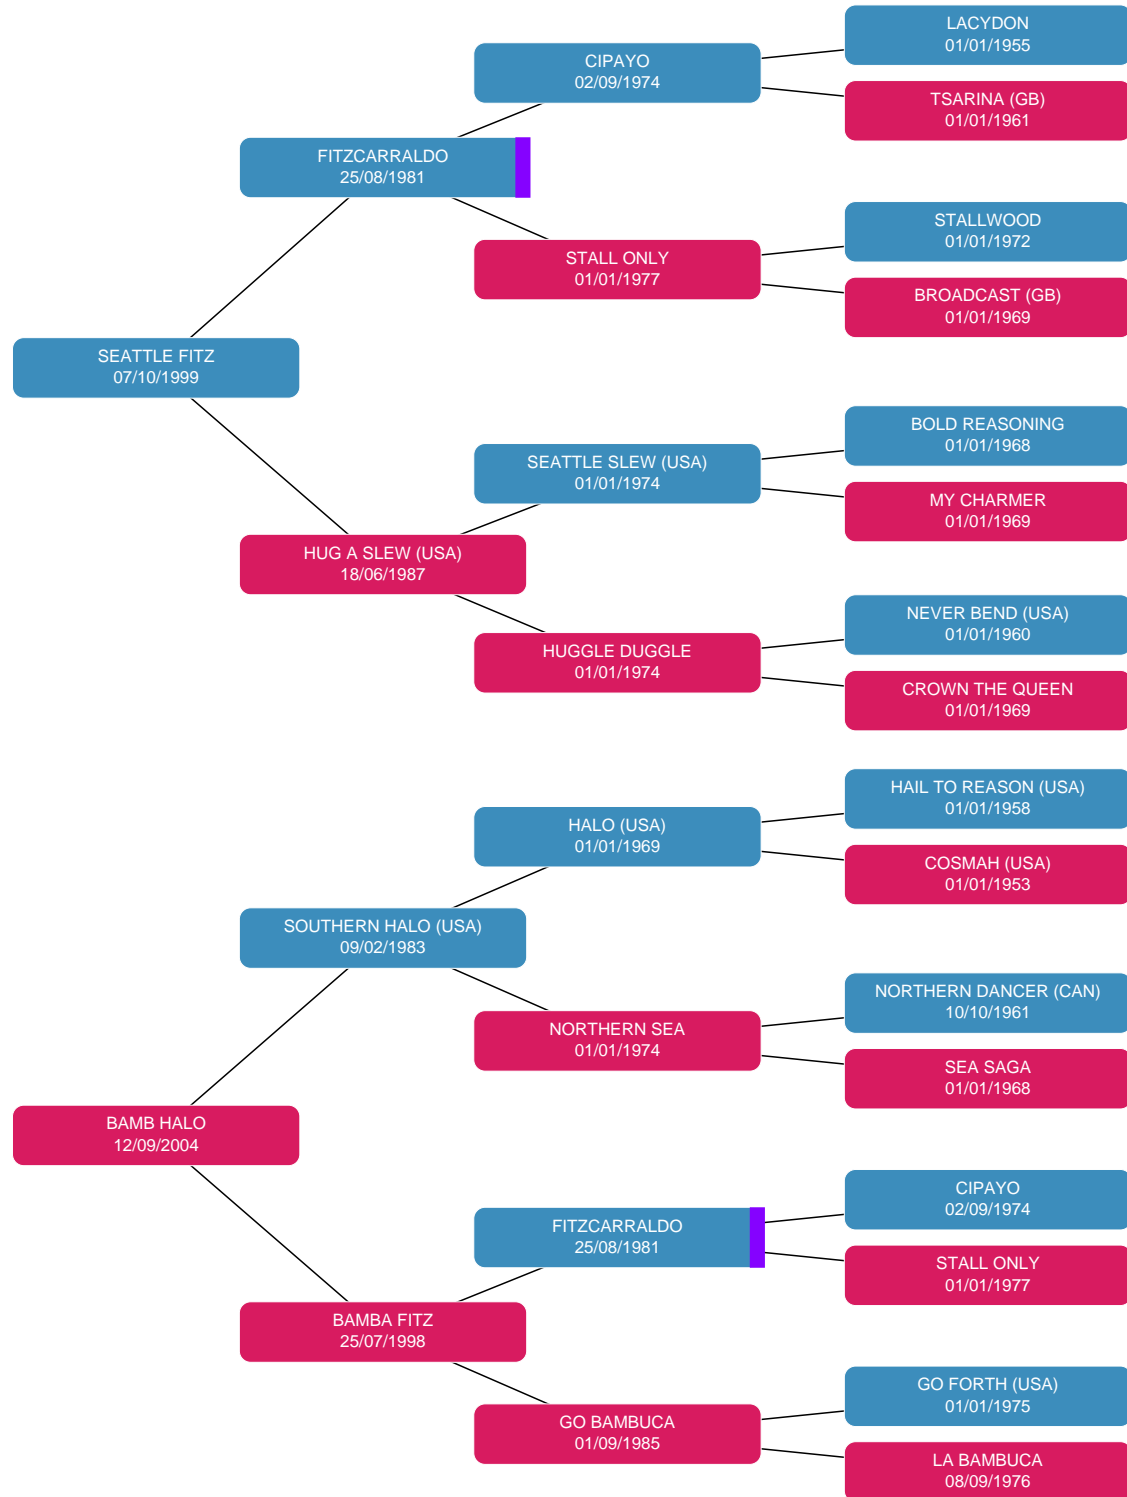 LACYDON
01/01/1955
CIPAYO
02/09/1974
TSARINA (GB)
01/01/1961
FITZCARRALDO
25/08/1981
STALLWOOD
01/01/1972
STALL ONLY
01/01/1977
BROADCAST (GB)
01/01/1969
SEATTLE FITZ
07/10/1999
BOLD REASONING
01/01/1968
SEATTLE SLEW (USA)
01/01/1974
MY CHARMER
01/01/1969
HUG A SLEW (USA)
18/06/1987
NEVER BEND (USA)
01/01/1960
HUGGLE DUGGLE
01/01/1974
CROWN THE QUEEN
01/01/1969
HAIL TO REASON (USA)
01/01/1958
HALO (USA)
01/01/1969
COSMAH (USA)
01/01/1953
SOUTHERN HALO (USA)
09/02/1983
NORTHERN DANCER (CAN)
10/10/1961
NORTHERN SEA
01/01/1974
SEA SAGA
01/01/1968
BAMB HALO
12/09/2004
CIPAYO
02/09/1974
FITZCARRALDO
25/08/1981
STALL ONLY
01/01/1977
BAMBA FITZ
25/07/1998
GO FORTH (USA)
01/01/1975
GO BAMBUCA
01/09/1985
LA BAMBUCA
08/09/1976